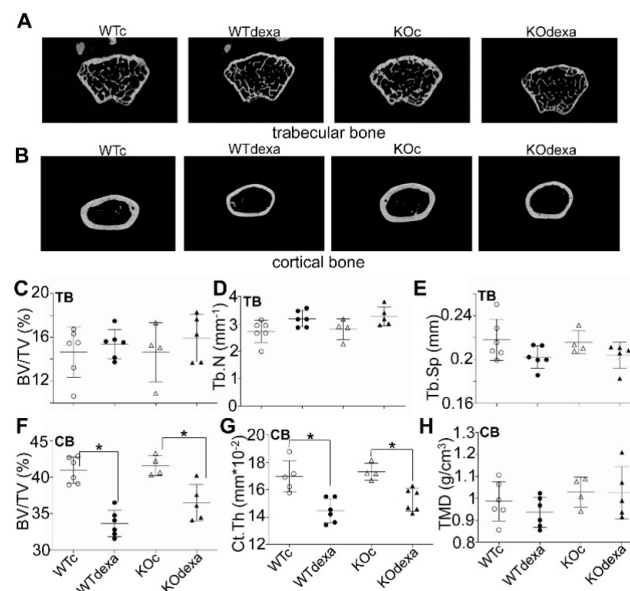 A
WTc WTdexa KOc KOdexa
trabecular bone
B
WTc WTdexa KOc KOdexa
cortical bone
C TB
BV/TV (%)
20
16
12
D TB
Tb.N (mm⁻¹)
4
3
2
1
0
E TB
Tb.Sp (mm)
0.24
0.2
0.16
F CB
BV/TV (%)
45
40
35
30
* *
WTc WTdexa KOc KOdexa
G CB
Ct.Th (mm*10⁻²)
20
18
16
14
12
* *
WTc WTdexa KOc KOdexa
H CB
TMD (g/cm³)
1.3
1.2
1.1
1
0.9
0.8
WTc WTdexa KOc KOdexa